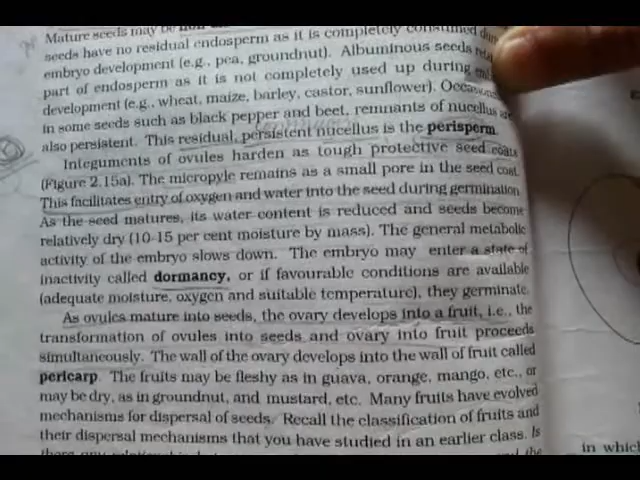 Mature seeds may be
seeds have no residual endosperm as it is completely consumed
embryo development (e.g., pea, groundnut). Albuminous seeds
part of endosperm as it is not completely used up during
development (e.g., wheat, maize, barley, castor, sunflower).
in some seeds such as black pepper and beet, remnants of nucellus are
also persistent. This residual, persistent nucellus is the perisperm.
Integuments of ovules harden as tough protective seed coats
(Figure 2.15a). The micropyle remains as a small pore in the seed coat.
This facilitates entry of oxygen and water into the seed during germination.
As the seed matures, its water content is reduced and seeds become
relatively dry (10-15 per cent moisture by mass). The general metabolic
activity of the embryo slows down. The embryo may enter a state of
inactivity called dormancy, or if favourable conditions are available
(adequate moisture, oxygen and suitable temperature), they germinate.
As ovules mature into seeds, the ovary develops into a fruit, i.e., the
transformation of ovules into seeds and ovary into fruit proceeds
simultaneously. The wall of the ovary develops into the wall of fruit called
pericarp. The fruits may be fleshy as in guava, orange, mango, etc., or
may be dry, as in groundnut, and mustard, etc. Many fruits have evolved
mechanisms for dispersal of seeds. Recall the classification of fruits and
their dispersal mechanisms that you have studied in an earlier class. Is
in which